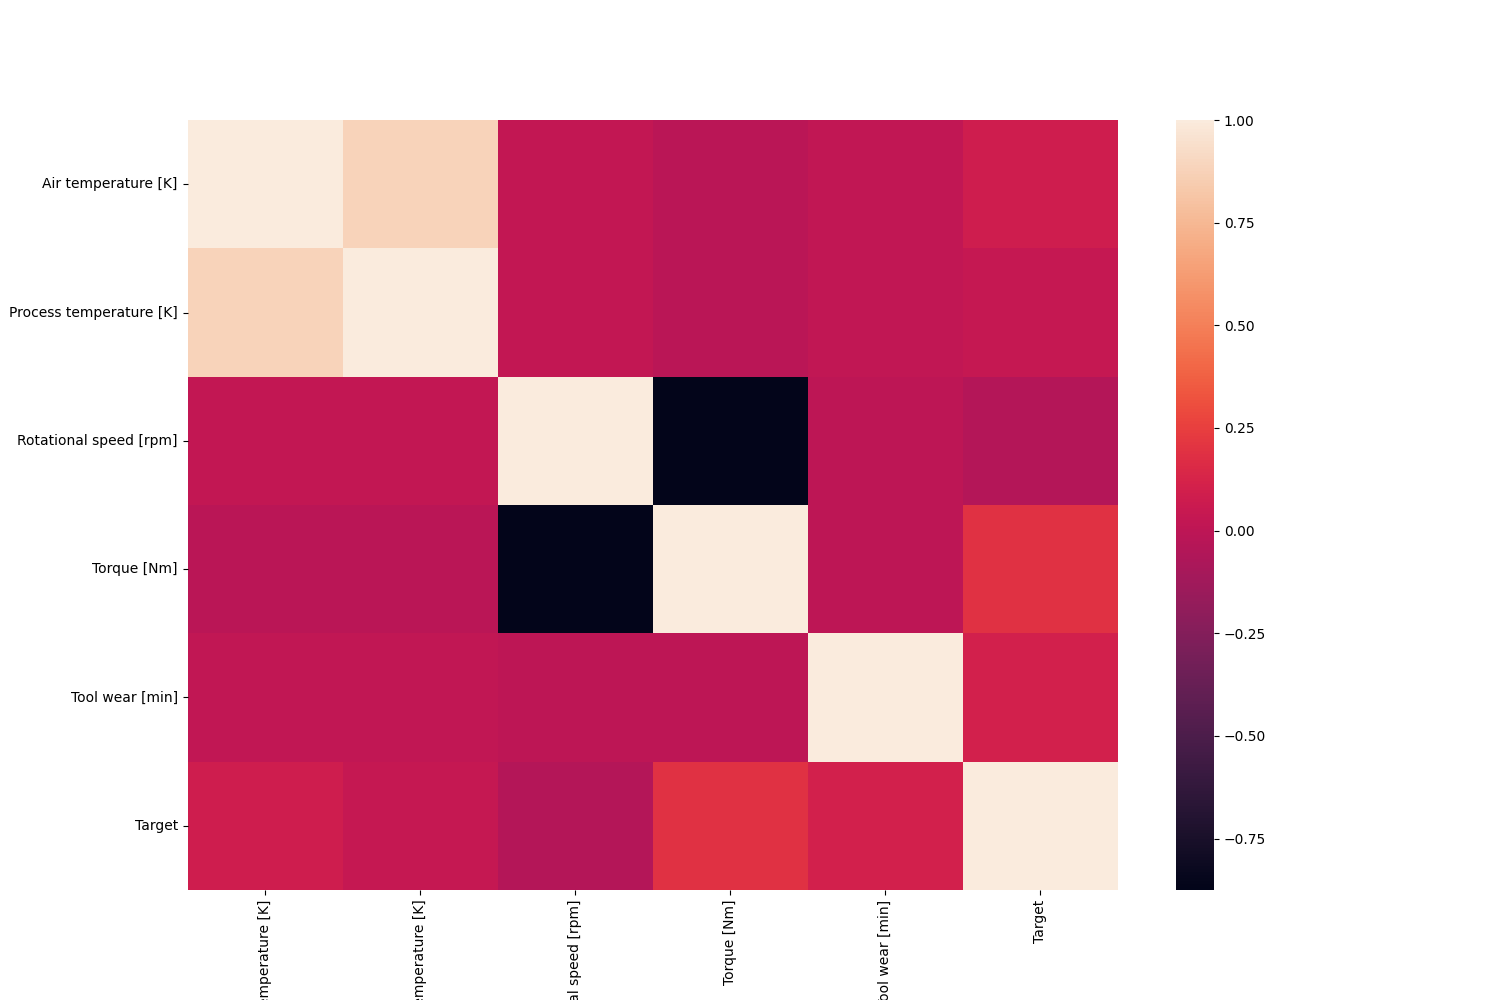 Air temperature [K]
Process temperature [K]
Rotational speed [rpm]
Torque [Nm]
Tool wear [min]
Target
emperature [K]
emperature [K]
al speed [rpm]
Torque [Nm]
ool wear [min]
Target
1.00
0.75
0.50
0.25
0.00
−0.25
−0.50
−0.75